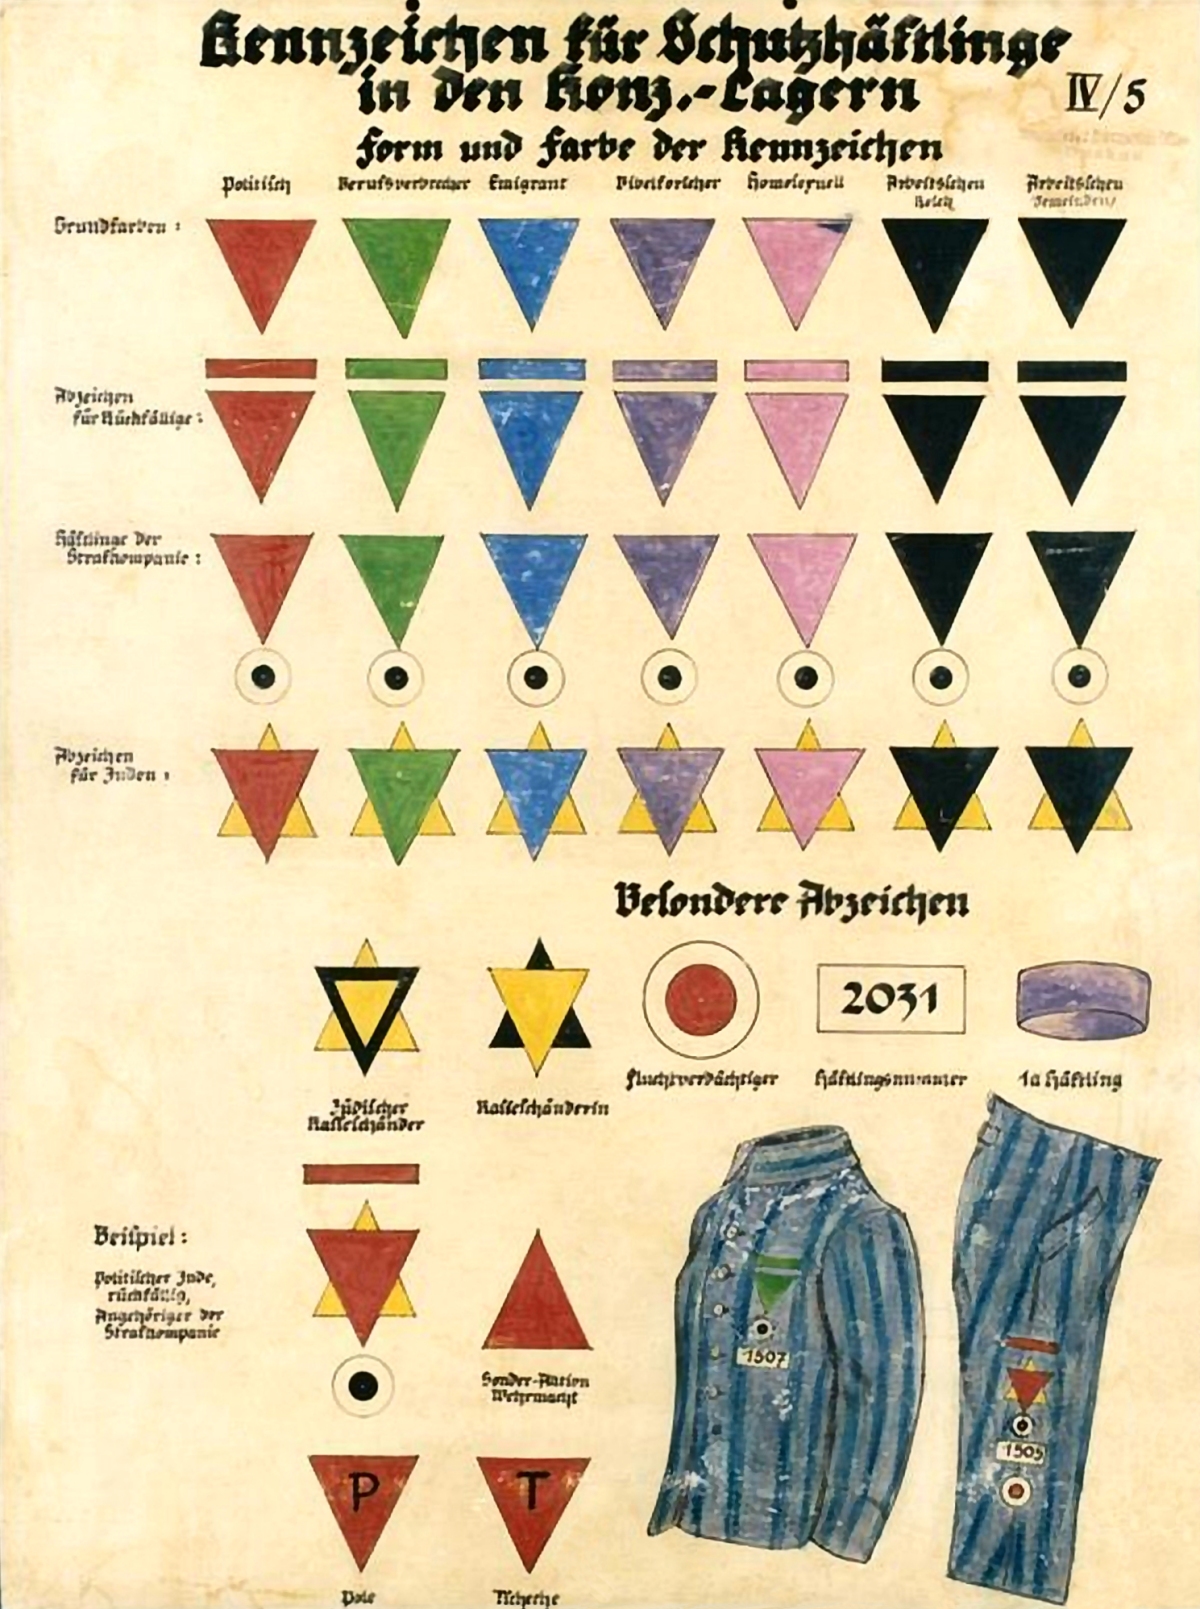 Kennzeichen für Schutzhäftlinge
in den Konz.-Lagern
IV/5
Form und Farbe der Kennzeichen
Politisch
Berufsverbrecher
Emigrant
Bibelforscher
Homosexuell
Arbeitsscheu
Reich
Arbeitsscheu
Gemeinden
Grundfarben:
Abzeichen
für Rückfällige:
Häftlinge der
Strafkompanie:
Abzeichen
für Juden:
Besondere Abzeichen
2031
Jüdischer
Rasseschänder
Rasseschänderin
Fluchtverdächtiger
Häftlingsnummer
1a Häftling
Beispiel:
Politischer Jude,
rückfällig,
Angehöriger der
Strafkompanie
Sonder-Aktion
Wehrmacht
1507
1505
P
T
Pole
Tscheche